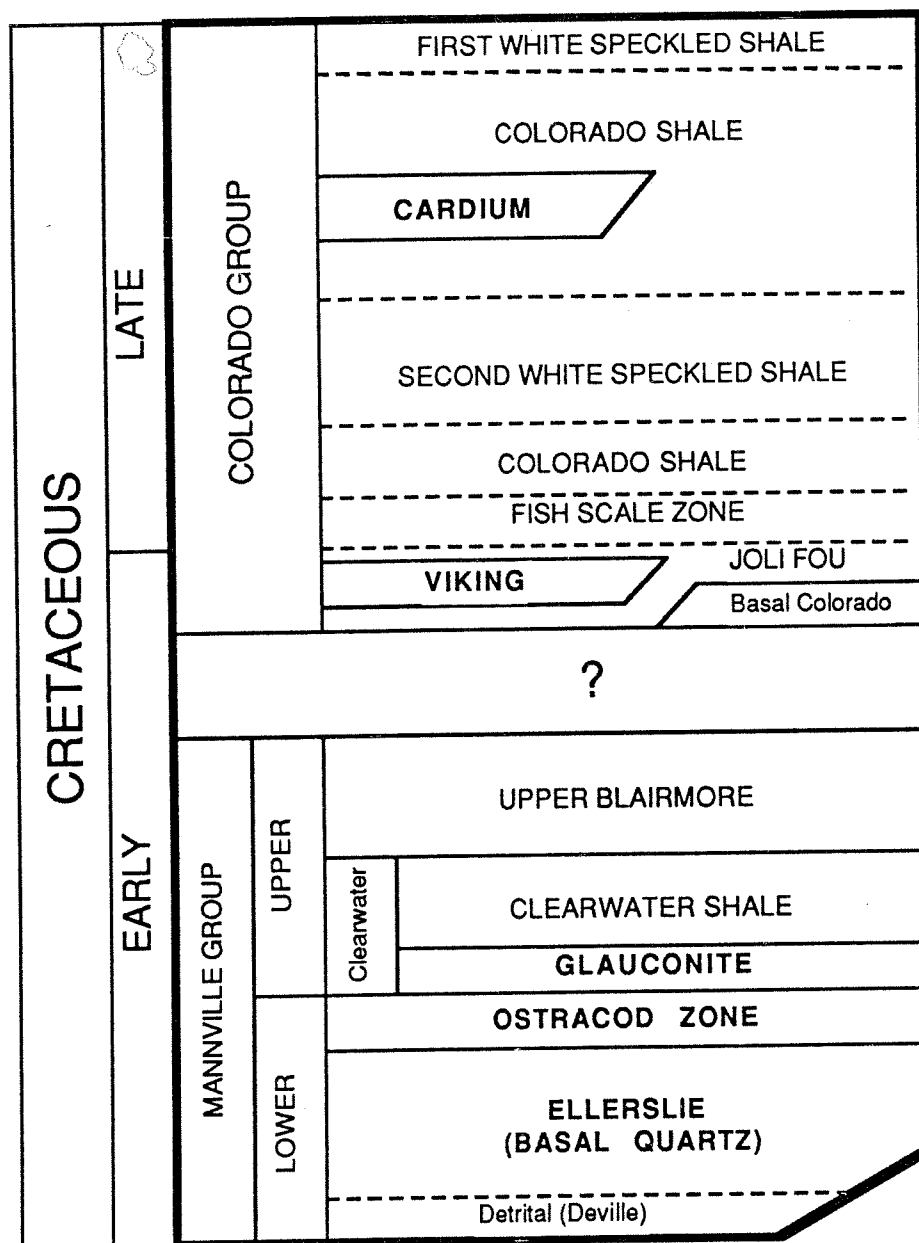 CRETACEOUS
LATE
EARLY
COLORADO GROUP
FIRST WHITE SPECKLED SHALE
COLORADO SHALE
CARDIUM
SECOND WHITE SPECKLED SHALE
COLORADO SHALE
FISH SCALE ZONE
JOLI FOU
VIKING
Basal Colorado
?
MANNVILLE GROUP
UPPER
UPPER BLAIRMORE
Clearwater
CLEARWATER SHALE
GLAUCONITE
LOWER
OSTRACOD ZONE
ELLERSLIE
(BASAL QUARTZ)
Detrital (Deville)